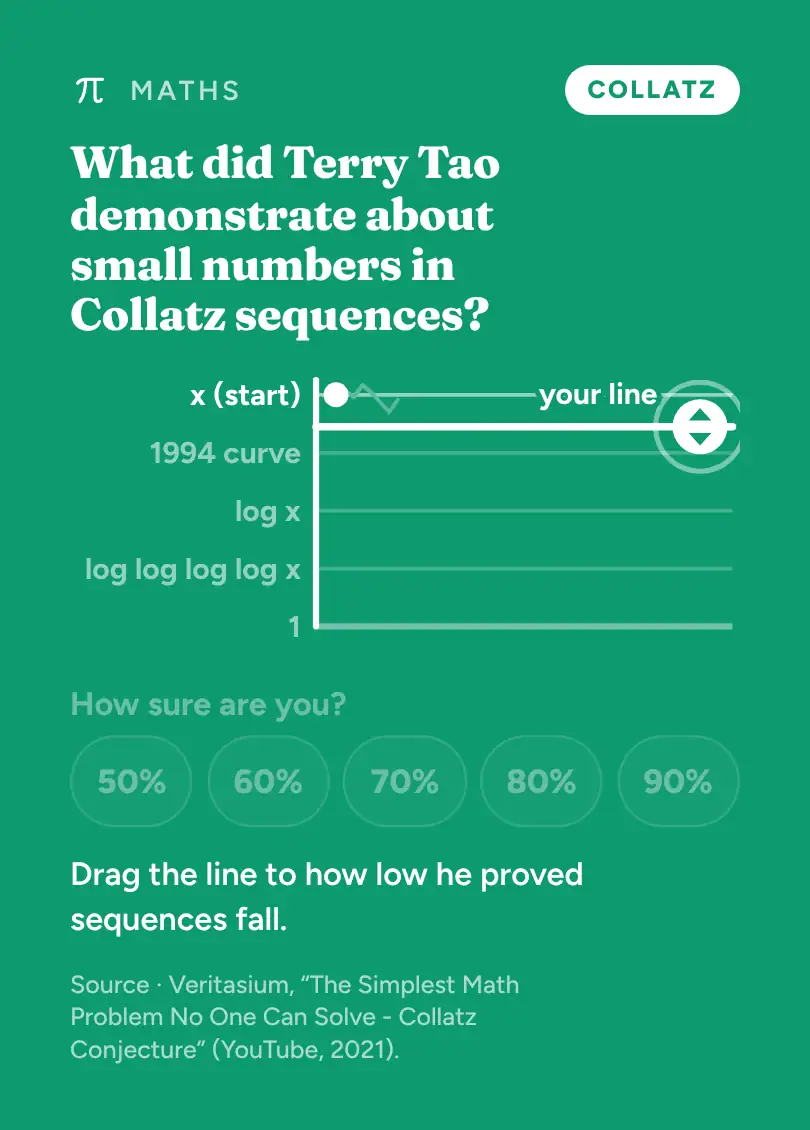 π MATHS
COLLATZ
What did Terry Tao
demonstrate about
small numbers in
Collatz sequences?
x (start)
your line
1994 curve
log x
log log log log x
1
How sure are you?
50% 60% 70% 80% 90%
Drag the line to how low he proved
sequences fall.
Source · Veritasium, “The Simplest Math
Problem No One Can Solve - Collatz
Conjecture” (YouTube, 2021).